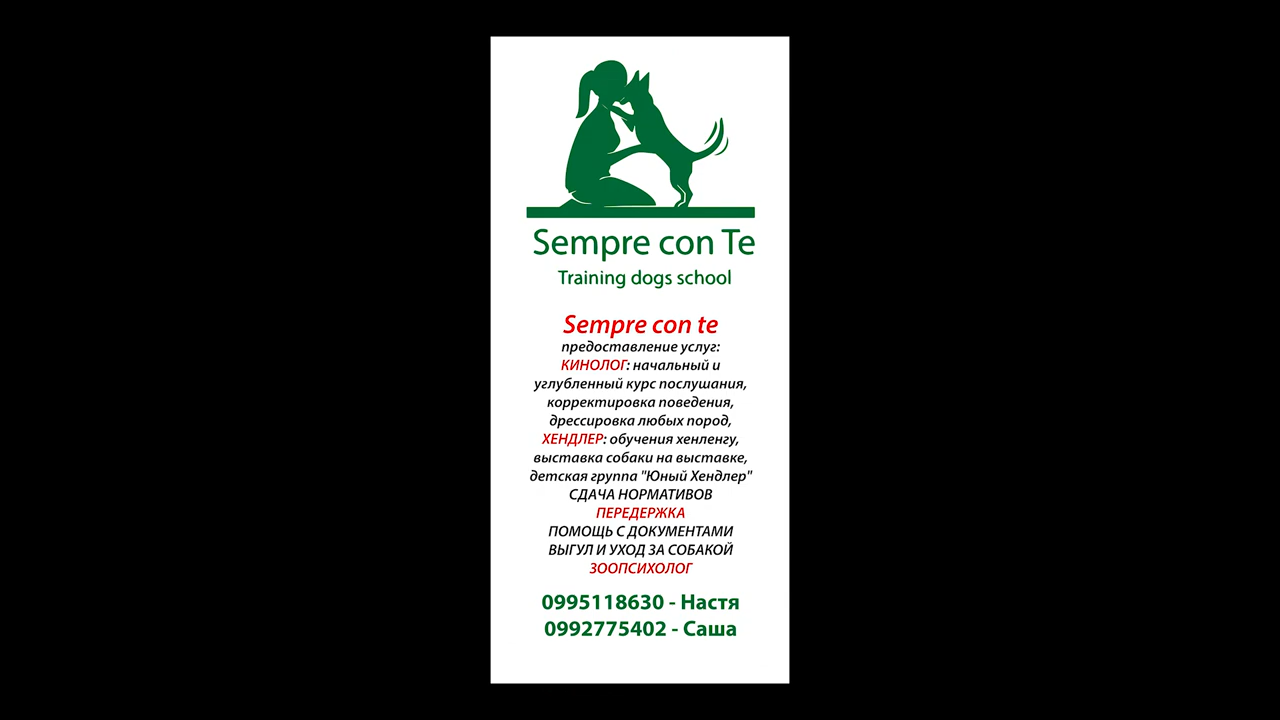 Sempre con Te
Training dogs school
Sempre con te
предоставление услуг:
КИНОЛОГ: начальный и
углубленный курс послушания,
корректировка поведения,
дрессировка любых пород,
ХЕНДЛЕР: обучения хенленгу,
выставка собаки на выставке,
детская группа "Юный Хендлер"
СДАЧА НОРМАТИВОВ
ПЕРЕДЕРЖКА
ПОМОЩЬ С ДОКУМЕНТАМИ
ВЫГУЛ И УХОД ЗА СОБАКОЙ
ЗООПСИХОЛОГ
0995118630 - Настя
0992775402 - Саша